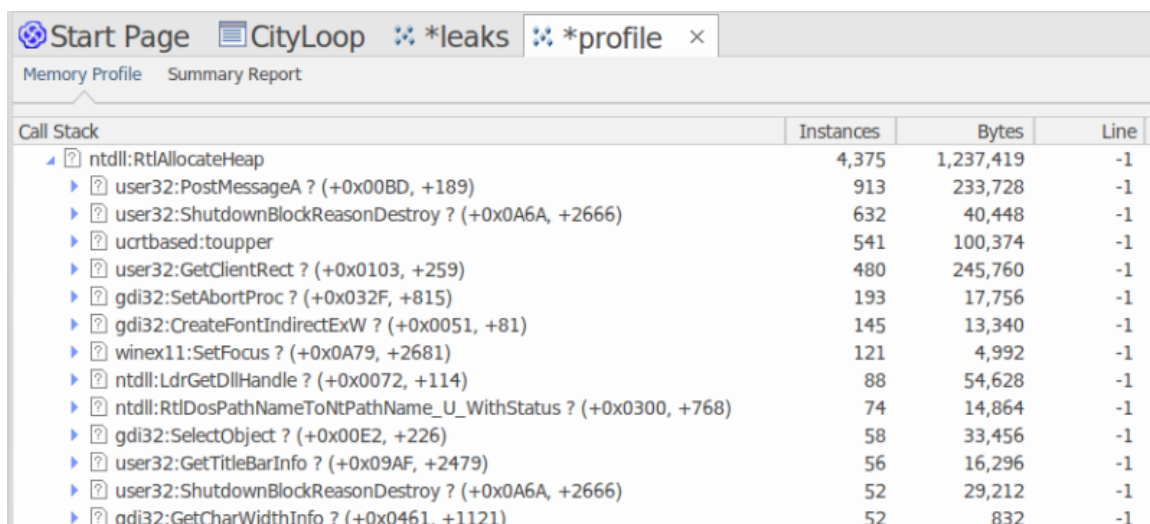 Start Page CityLoop *leaks *profile ×
Memory Profile Summary Report
Call Stack Instances Bytes Line
ntdll:RtlAllocateHeap 4,375 1,237,419 -1
user32:PostMessageA ? (+0x00BD, +189) 913 233,728 -1
user32:ShutdownBlockReasonDestroy ? (+0x0A6A, +2666) 632 40,448 -1
ucrtbased:toupper 541 100,374 -1
user32:GetClientRect ? (+0x0103, +259) 480 245,760 -1
gdi32:SetAbortProc ? (+0x032F, +815) 193 17,756 -1
gdi32:CreateFontIndirectExW ? (+0x0051, +81) 145 13,340 -1
winex11:SetFocus ? (+0x0A79, +2681) 121 4,992 -1
ntdll:LdrGetDllHandle ? (+0x0072, +114) 88 54,628 -1
ntdll:RtlDosPathNameToNtPathName_U_WithStatus ? (+0x0300, +768) 74 14,864 -1
gdi32:SelectObject ? (+0x00E2, +226) 58 33,456 -1
user32:GetTitleBarInfo ? (+0x09AF, +2479) 56 16,296 -1
user32:ShutdownBlockReasonDestroy ? (+0x0A6A, +2666) 52 29,212 -1
gdi32:GetCharWidthInfo ? (+0x0461, +1121) 52 832 -1